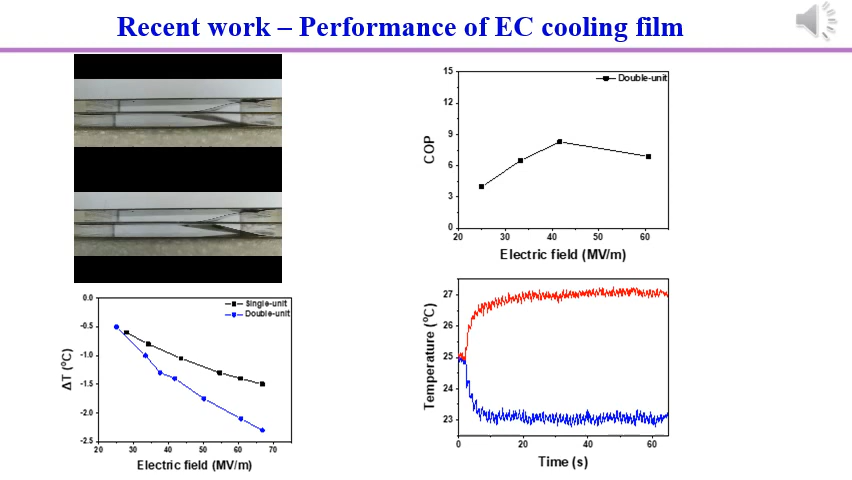 Recent work – Performance of EC cooling film
15
12
9
6
3
0
20 30 40 50 60
COP
Electric field (MV/m)
Double-unit
0.0
-0.5
-1.0
-1.5
-2.0
-2.5
20 30 40 50 60 70
ΔT (°C)
Electric field (MV/m)
Single-unit
Double-unit
27
26
25
24
23
0 20 40 60
Temperature (°C)
Time (s)